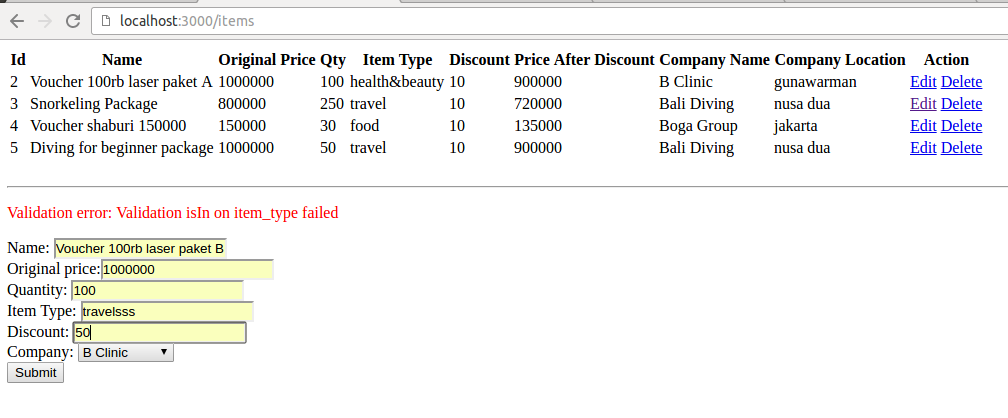 localhost:3000/items
Id Name Original Price Qty Item Type Discount Price After Discount Company Name Company Location Action
2 Voucher 100rb laser paket A 1000000 100 health&beauty 10 900000 B Clinic gunawarman Edit Delete
3 Snorkeling Package 800000 250 travel 10 720000 Bali Diving nusa dua Edit Delete
4 Voucher shaburi 150000 150000 30 food 10 135000 Boga Group jakarta Edit Delete
5 Diving for beginner package 1000000 50 travel 10 900000 Bali Diving nusa dua Edit Delete
Validation error: Validation isIn on item_type failed
Name: Voucher 100rb laser paket B
Original price: 1000000
Quantity: 100
Item Type: travelsss
Discount: 50
Company: B Clinic
Submit